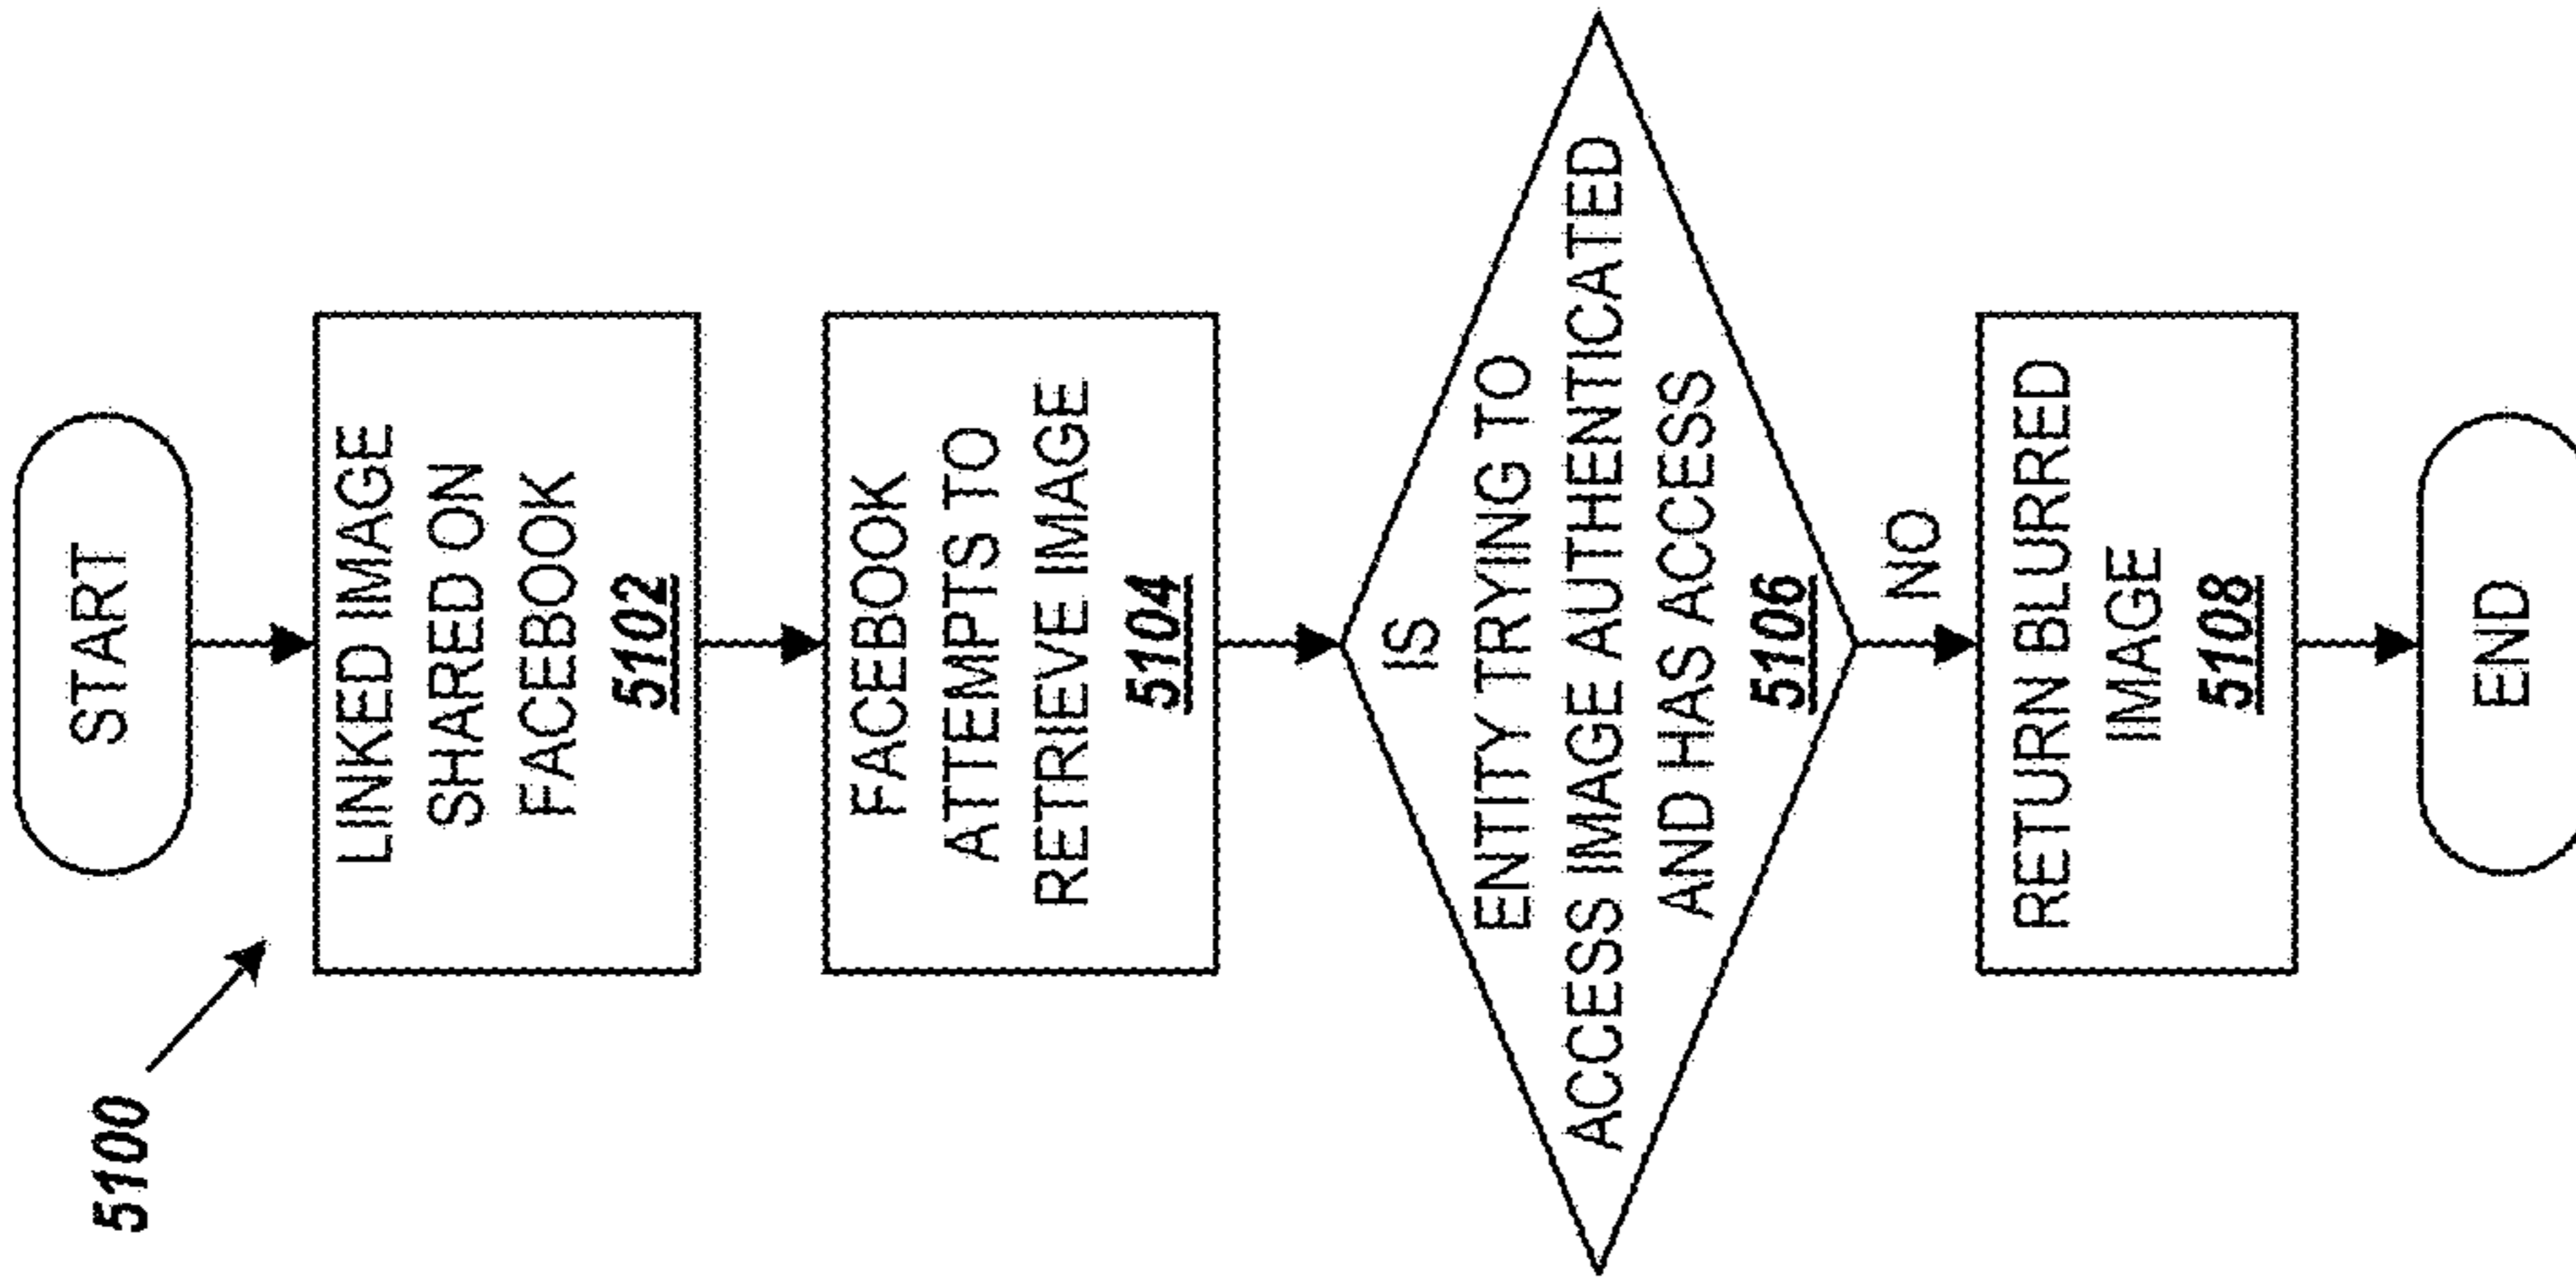 5100
START
LINKED IMAGE
SHARED ON
FACEBOOK
5102
FACEBOOK
ATTEMPTS TO
RETRIEVE IMAGE
5104
IS
ENTITY TRYING TO
ACCESS IMAGE AUTHENTICATED
AND HAS ACCESS
5106
NO
RETURN BLURRED
IMAGE
5108
END